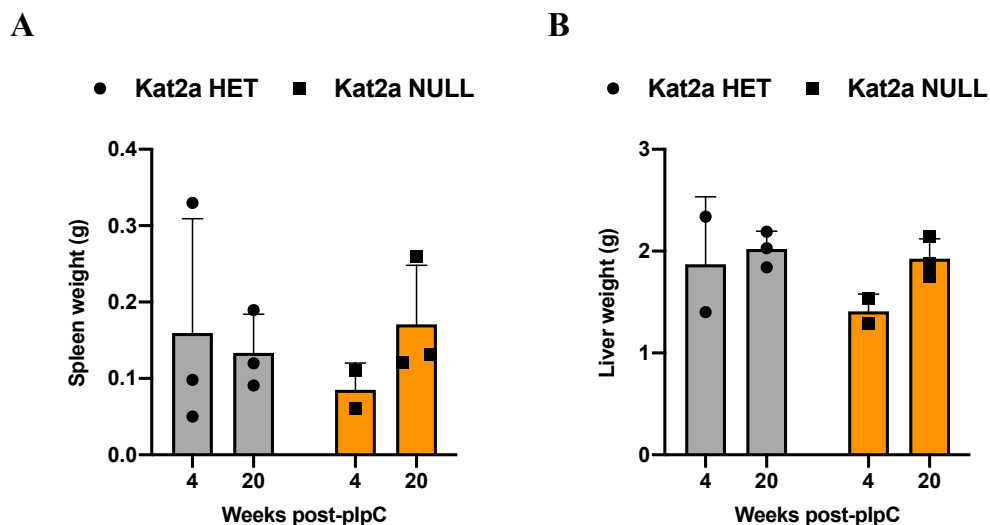 A
Kat2a HET Kat2a NULL
0.4
0.3
0.2
0.1
0.0
Spleen weight (g)
4 20 4 20
Weeks post-pIpC
B
Kat2a HET Kat2a NULL
3
2
1
0
Liver weight (g)
4 20 4 20
Weeks post-pIpC